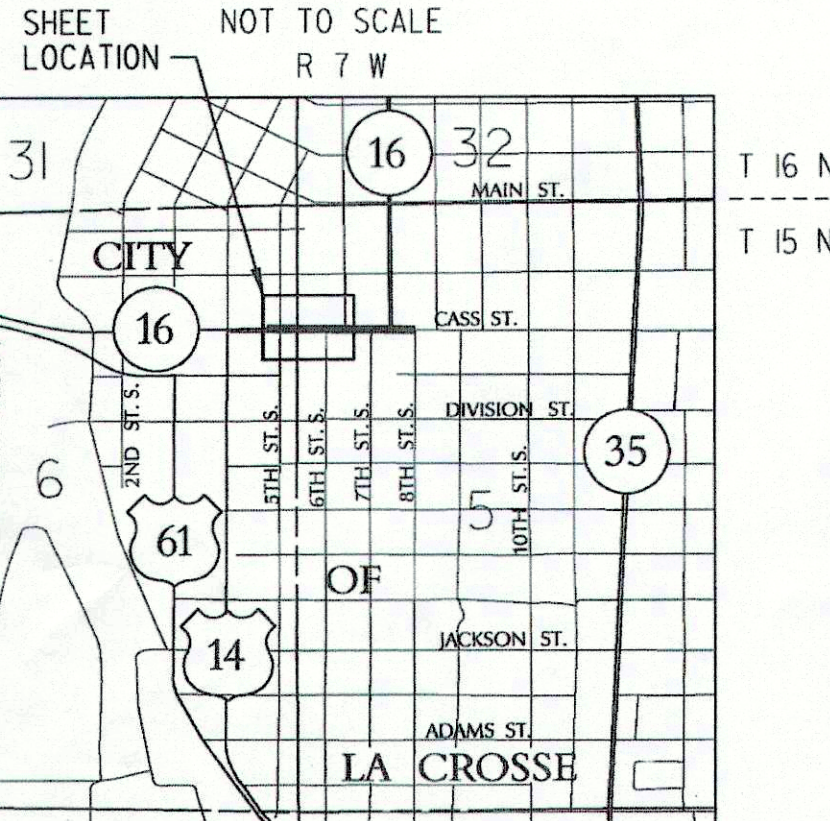 SHEET LOCATION
NOT TO SCALE
R 7 W
31
16
32
MAIN ST.
T 16 N
T 15 N
CITY
16
CASS ST.
2ND ST. S.
5TH ST. S.
6TH ST. S.
7TH ST. S.
8TH ST. S.
DIVISION ST.
10TH ST. S.
35
6
5
61
OF
14
JACKSON ST.
ADAMS ST.
LA CROSSE